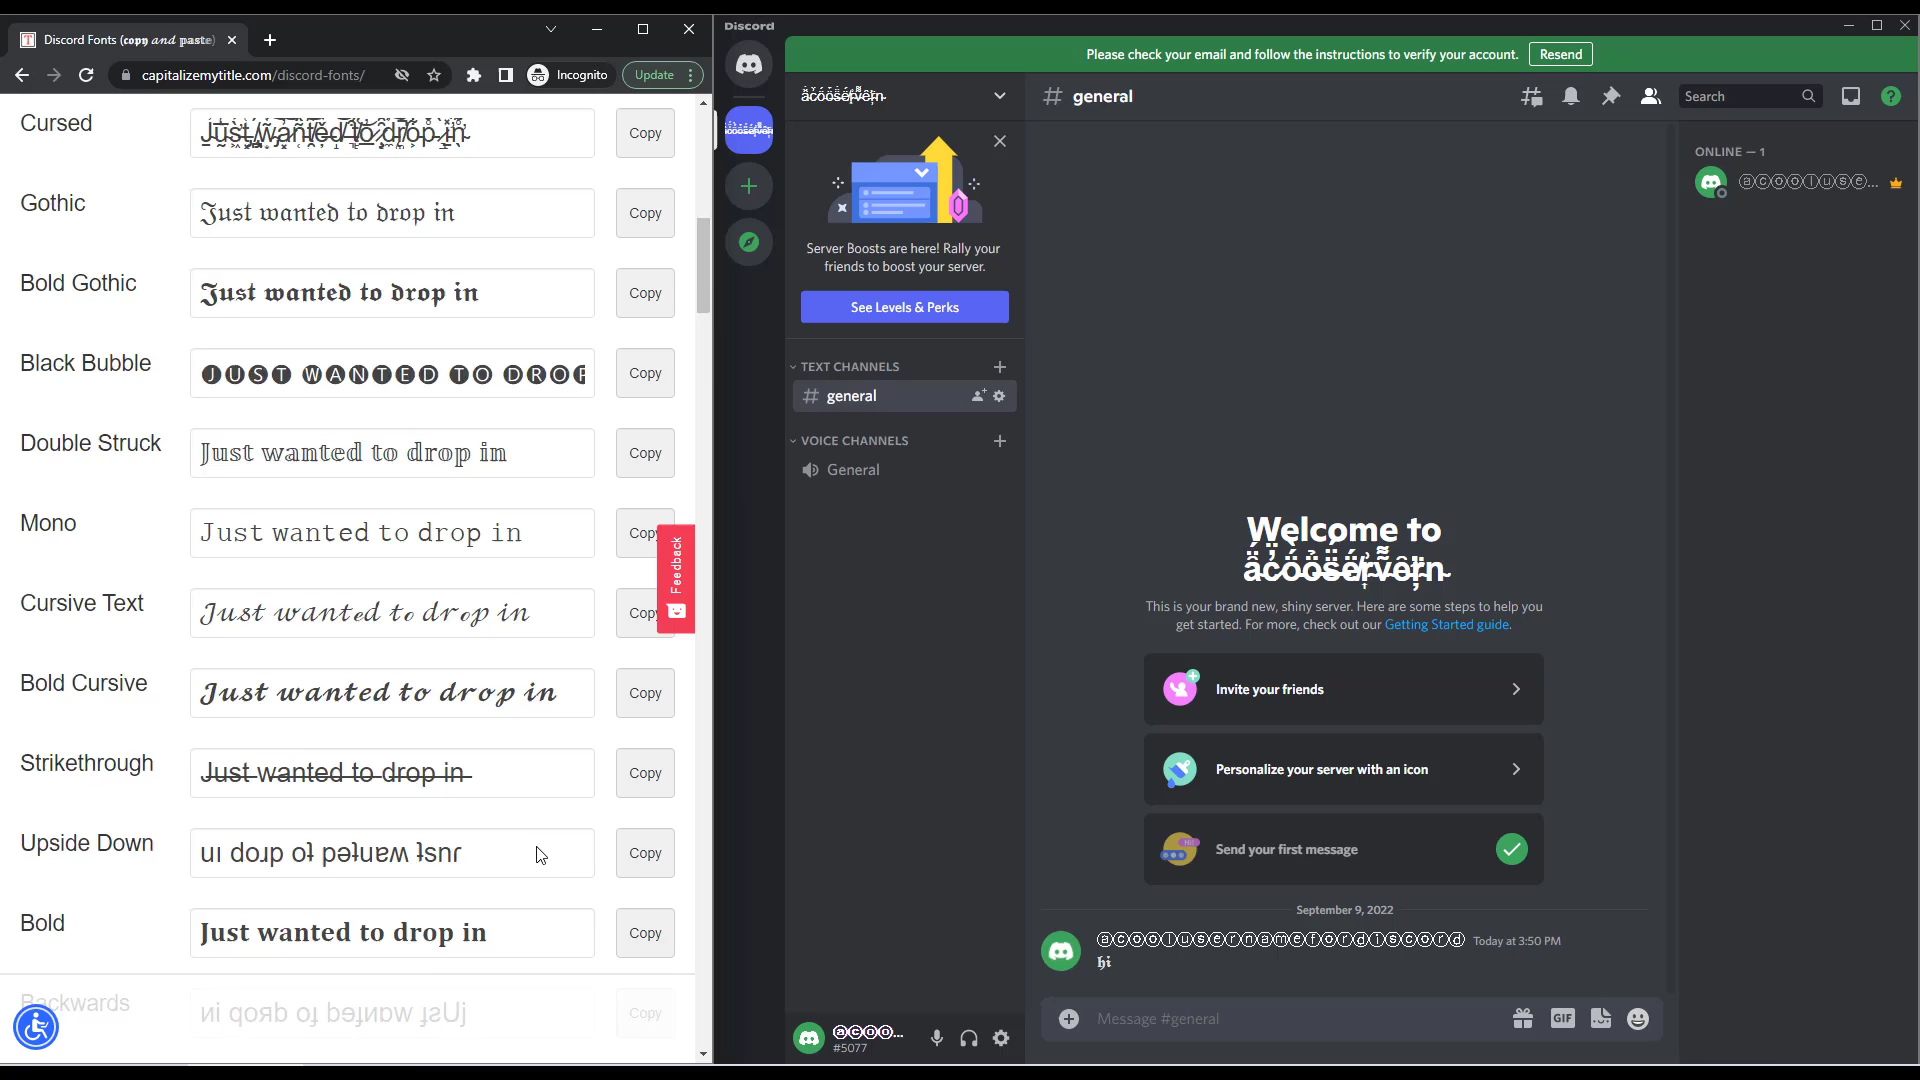 Discord Fonts (𝖈𝖔𝖕𝖞 𝒶𝓃𝒹 paste)
capitalizemytitle.com/discord-fonts/
Incognito
Update
Cursed
Just wanted to drop in
Copy
Gothic
𝔍𝔲𝔰𝔱 𝔴𝔞𝔫𝔱𝔢𝔡 𝔱𝔬 𝔡𝔯𝔬𝔭 𝔦𝔫
Copy
Bold Gothic
𝕵𝖚𝖘𝖙 𝖜𝖆𝖓𝖙𝖊𝖉 𝖙𝖔 𝖉𝖗𝖔𝖕 𝖎𝖓
Copy
Black Bubble
🅙🅤🅢🅣 🅦🅐🅝🅣🅔🅓 🅣🅞 🅓🅡🅞🅟
Copy
Double Struck
𝕁𝕦𝕤𝕥 𝕨𝕒𝕟𝕥𝕖𝕕 𝕥𝕠 𝕕𝕣𝕠𝕡 𝕚𝕟
Copy
Mono
𝙹𝚞𝚜𝚝 𝚠𝚊𝚗𝚝𝚎𝚍 𝚝𝚘 𝚍𝚛𝚘𝚙 𝚒𝚗
Copy
Cursive Text
𝒥𝓊𝓈𝓉 𝓌𝒶𝓃𝓉ℯ𝒹 𝓉ℴ 𝒹𝓇ℴ𝓅 𝒾𝓃
Copy
Bold Cursive
𝓙𝓾𝓼𝓽 𝔀𝓪𝓷𝓽𝓮𝓭 𝓽𝓸 𝓭𝓻𝓸𝓹 𝓲𝓷
Copy
Strikethrough
J̶u̶s̶t̶ ̶w̶a̶n̶t̶e̶d̶ ̶t̶o̶ ̶d̶r̶o̶p̶ ̶i̶n̶
Copy
Upside Down
uı doɹp oʇ pǝʇuɐʍ ʇsnɾ
Copy
Bold
𝐉𝐮𝐬𝐭 𝐰𝐚𝐧𝐭𝐞𝐝 𝐭𝐨 𝐝𝐫𝐨𝐩 𝐢𝐧
Copy
Backwards
Copy
Feedback
Discord
Please check your email and follow the instructions to verify your account.
Resend
# general
Search
Server Boosts are here! Rally your
friends to boost your server.
See Levels & Perks
TEXT CHANNELS
# general
VOICE CHANNELS
General
ONLINE — 1
ⓐⓒⓞⓞⓛⓤⓢⓔ...
Welcome to
This is your brand new, shiny server. Here are some steps to help you
get started. For more, check out our Getting Started guide.
Invite your friends
Personalize your server with an icon
Send your first message
September 9, 2022
ⓐⓒⓞⓞⓛⓤⓢⓔⓡⓝⓐⓜⓔⓕⓞⓡⓓⓘⓢⓒⓞⓡⓓ Today at 3:50 PM
𝖍𝖎
Message #general
GIF
ⓐⓒⓞⓞ...
#5077